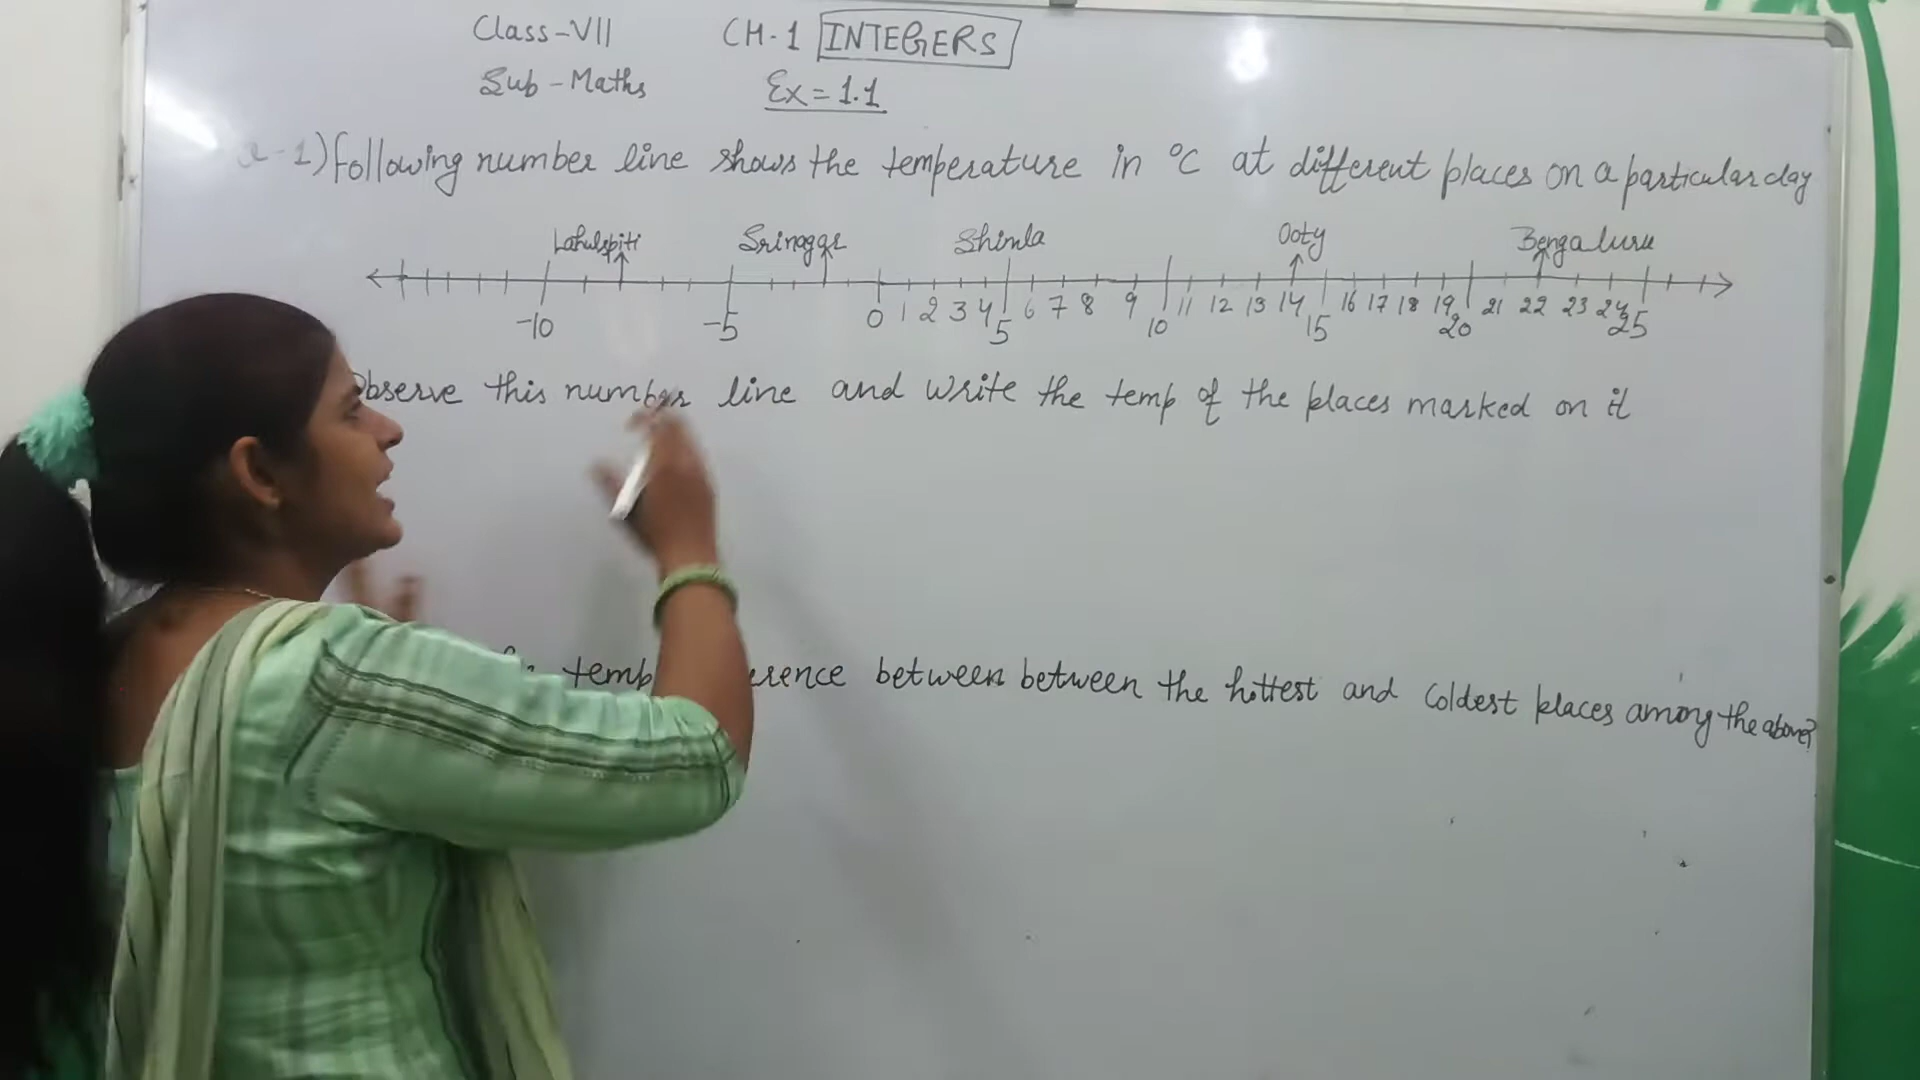 Class-VII CH.1 INTEGERS
Sub-Maths Ex=1.1
1) Following number line shows the temperature in °C at different places on a particular day
Lahulspiti Srinagar Shimla Ooty Bengaluru
-10 -5 0 1 2 3 4 5 6 7 8 9 10 11 12 13 14 15 16 17 18 19 20 21 22 23 24 25
Observe this number line and write the temp of the places marked on it
temp between between the hottest and coldest places among the above?